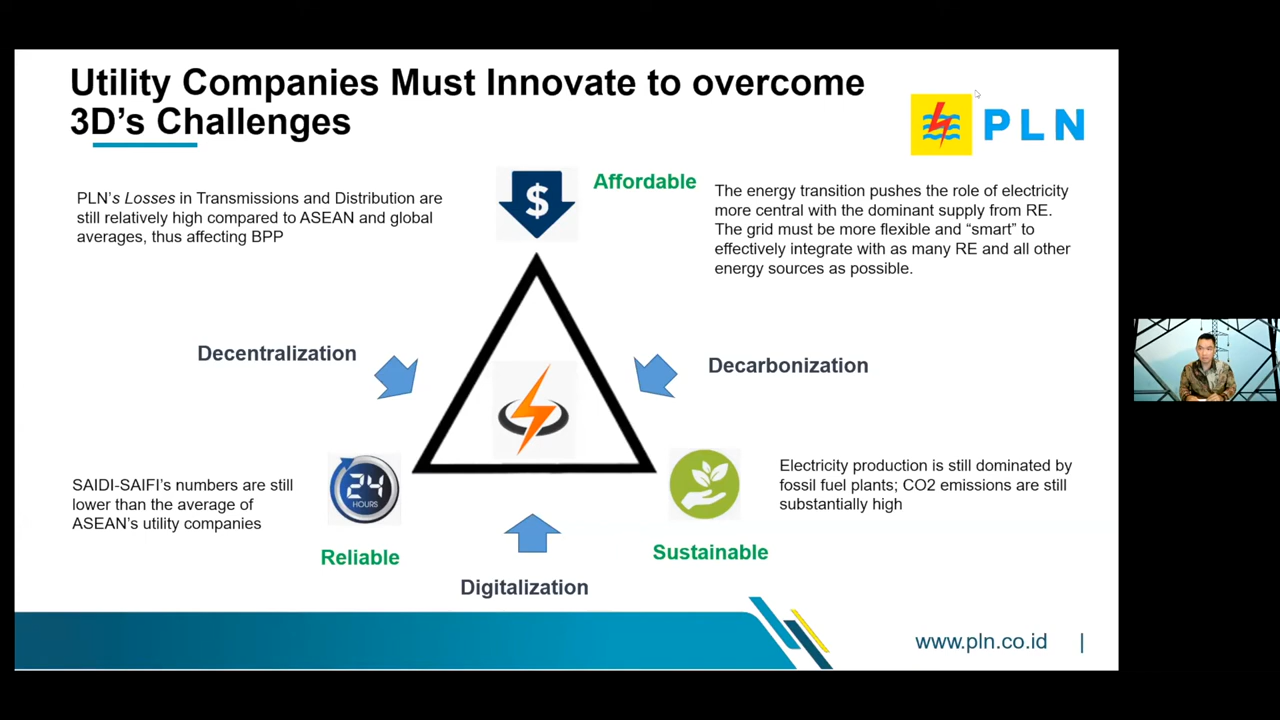 Utility Companies Must Innovate to overcome
3D's Challenges
PLN
PLN's Losses in Transmissions and Distribution are
still relatively high compared to ASEAN and global
averages, thus affecting BPP
$
Affordable
The energy transition pushes the role of electricity
more central with the dominant supply from RE.
The grid must be more flexible and “smart” to
effectively integrate with as many RE and all other
energy sources as possible.
Decentralization
Decarbonization
SAIDI-SAIFI's numbers are still
lower than the average of
ASEAN's utility companies
24
HOURS
Reliable
Electricity production is still dominated by
fossil fuel plants; CO2 emissions are still
substantially high
Sustainable
Digitalization
www.pln.co.id |